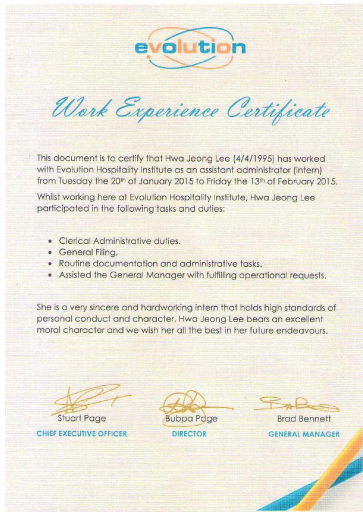 evolution
Work Experience Certificate
This document is to certify that Hwa Jeong Lee (4/4/1995) has worked
with Evolution Hospitality Institute as an assistant administrator (intern)
from Tuesday the 20th of January 2015 to Friday the 13th of February 2015.
Whilst working here at Evolution Hospitality Institute, Hwa Jeong Lee
participated in the following tasks and duties:
• Clerical Administrative duties.
• General Filing.
• Routine documentation and administrative tasks.
• Assisted the General Manager with fulfilling operational requests.
She is a very sincere and hardworking intern that holds high standards of
personal conduct and character. Hwa Jeong Lee bears an excellent
moral character and we wish her all the best in her future endeavours.
Stuart Page Bubpa Page Brad Bennett
CHIEF EXECUTIVE OFFICER DIRECTOR GENERAL MANAGER